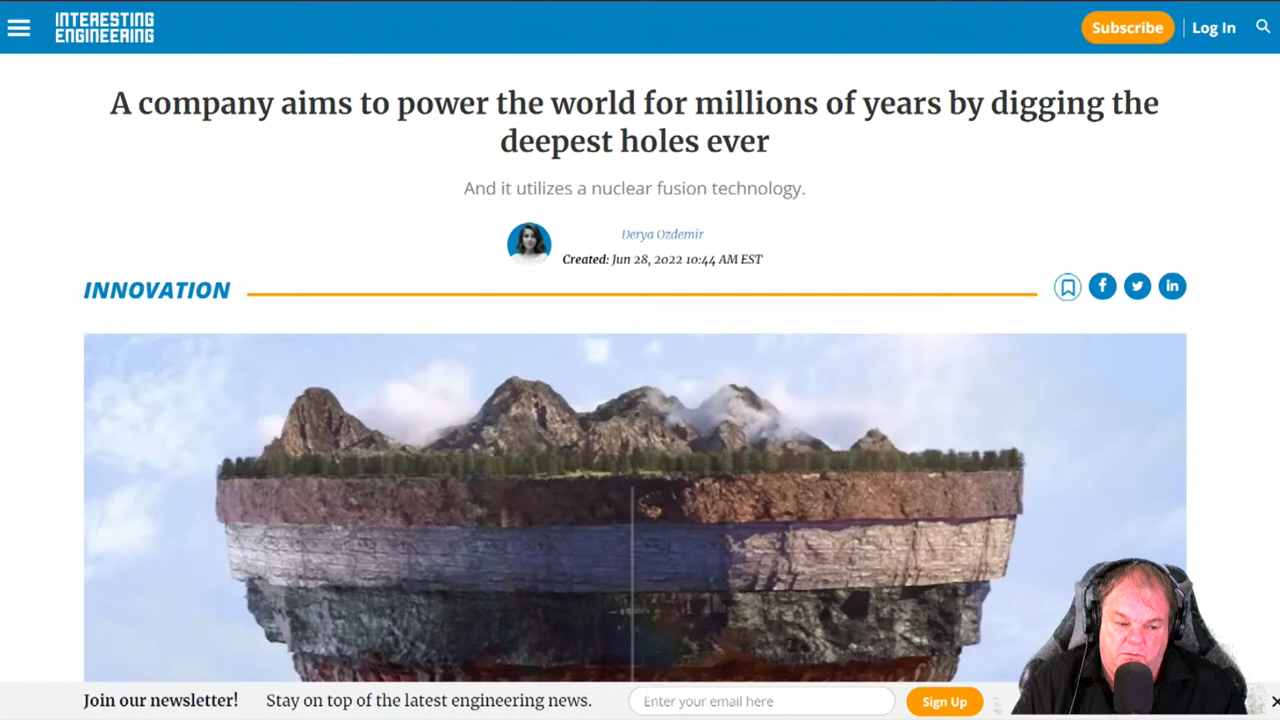 INTERESTING
ENGINEERING
Subscribe
Log In
A company aims to power the world for millions of years by digging the
deepest holes ever
And it utilizes a nuclear fusion technology.
Derya Ozdemir
Created: Jun 28, 2022 10:44 AM EST
INNOVATION
f
in
Join our newsletter!
Stay on top of the latest engineering news.
Enter your email here
Sign Up